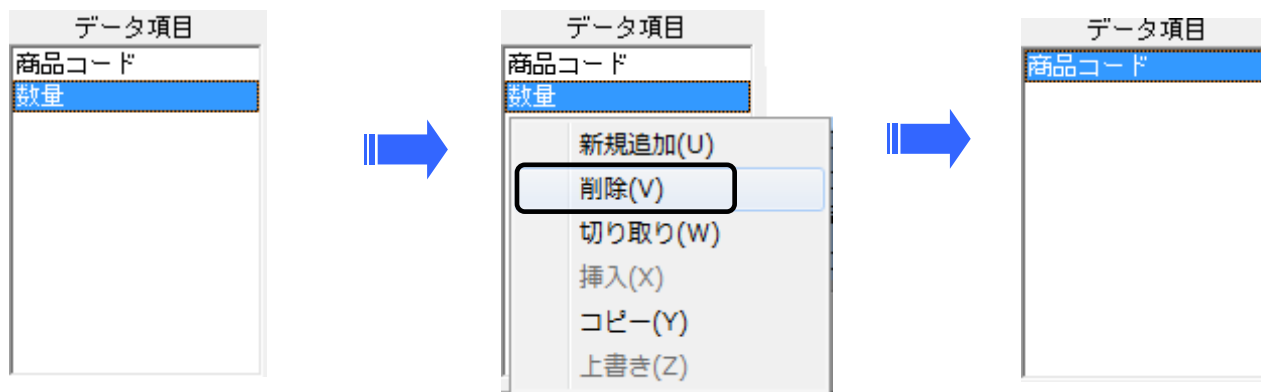 データ項目
商品コード
数量
データ項目
商品コード
数量
新規追加(U)
削除(V)
切り取り(W)
挿入(X)
コピー(Y)
上書き(Z)
データ項目
商品コード